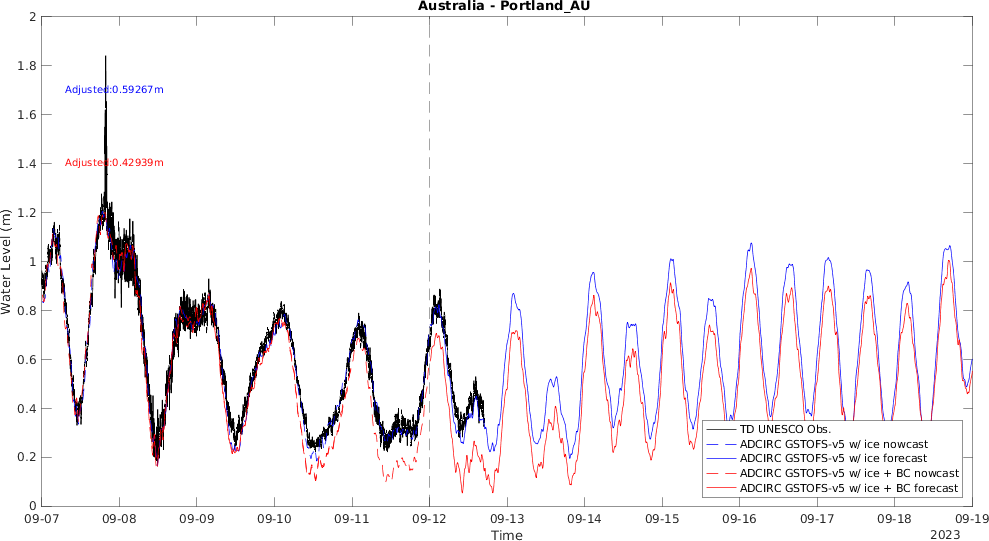 Australia - Portland_AU
2
1.8
Adjusted:0.59267m
1.6
1.4
Adjusted:0.42939m
1.2
1
0.8
0.6
0.4
0.2
0
Water Level (m)
TD UNESCO Obs.
ADCIRC GSTOFS-v5 w/ ice nowcast
ADCIRC GSTOFS-v5 w/ ice forecast
ADCIRC GSTOFS-v5 w/ ice + BC nowcast
ADCIRC GSTOFS-v5 w/ ice + BC forecast
09-07 09-08 09-09 09-10 09-11 09-12 09-13 09-14 09-15 09-16 09-17 09-18 09-19
Time
2023